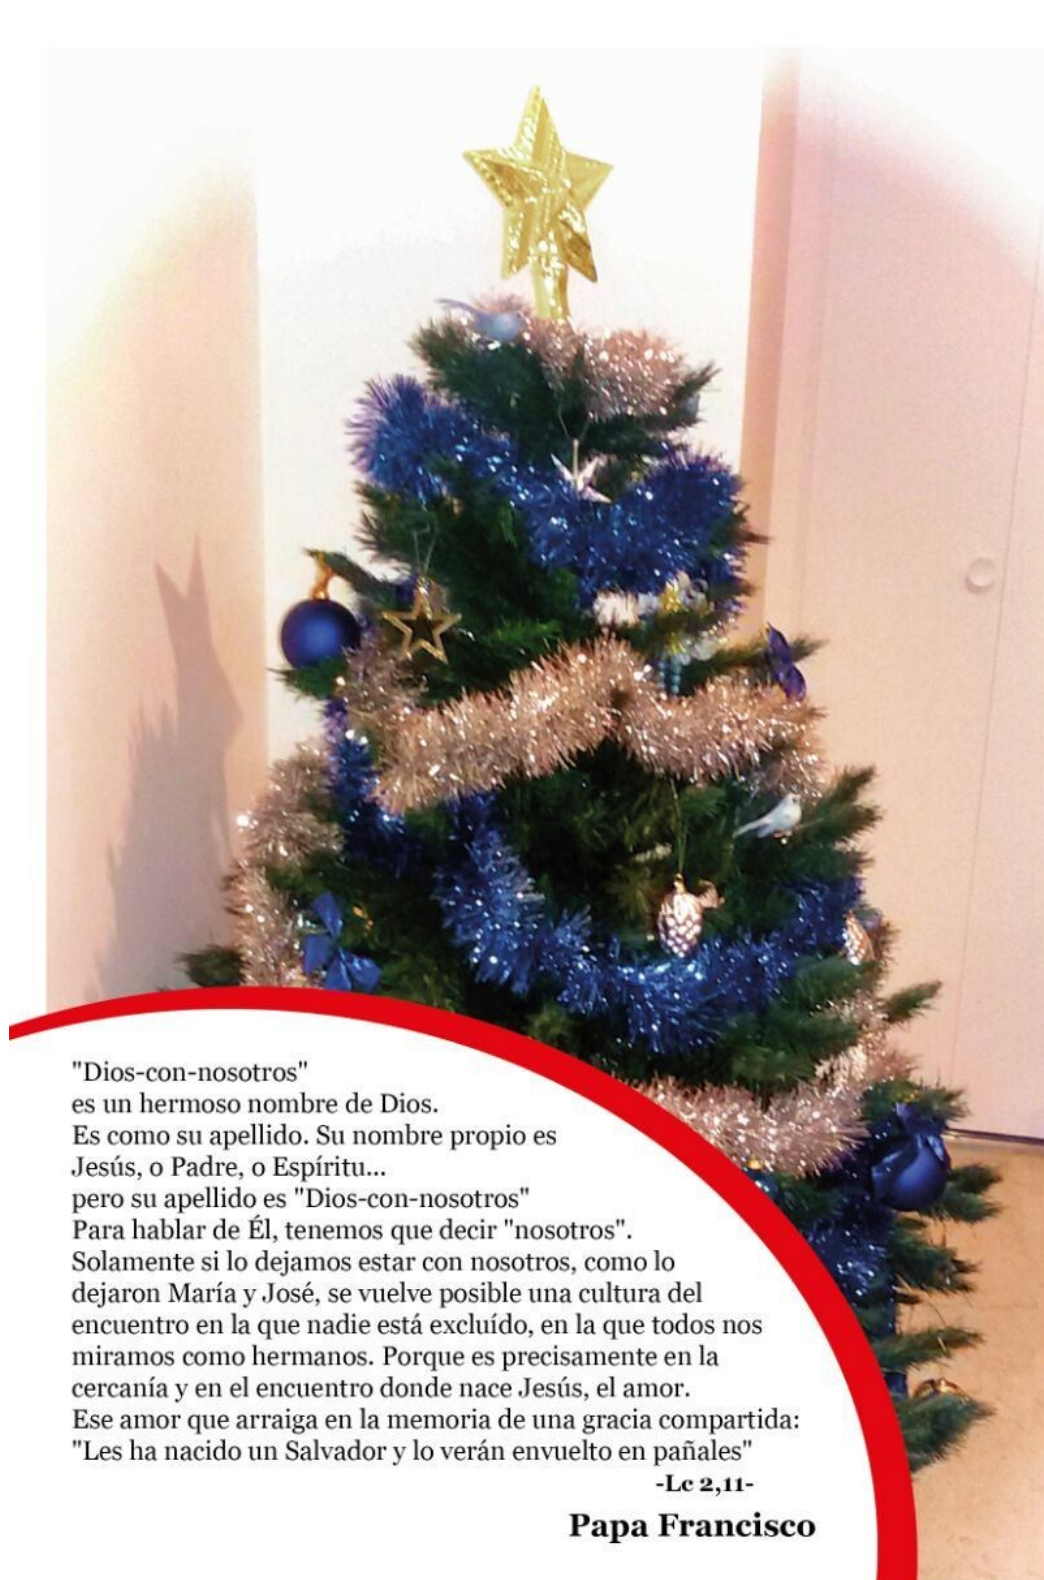 "Dios-con-nosotros"
es un hermoso nombre de Dios.
Es como su apellido. Su nombre propio es
Jesús, o Padre, o Espíritu...
pero su apellido es "Dios-con-nosotros"
Para hablar de Él, tenemos que decir "nosotros".
Solamente si lo dejamos estar con nosotros, como lo
dejaron María y José, se vuelve posible una cultura del
encuentro en la que nadie está excluído, en la que todos nos
miramos como hermanos. Porque es precisamente en la
cercanía y en el encuentro donde nace Jesús, el amor.
Ese amor que arraiga en la memoria de una gracia compartida:
"Les ha nacido un Salvador y lo verán envuelto en pañales"
-Lc 2,11-
Papa Francisco